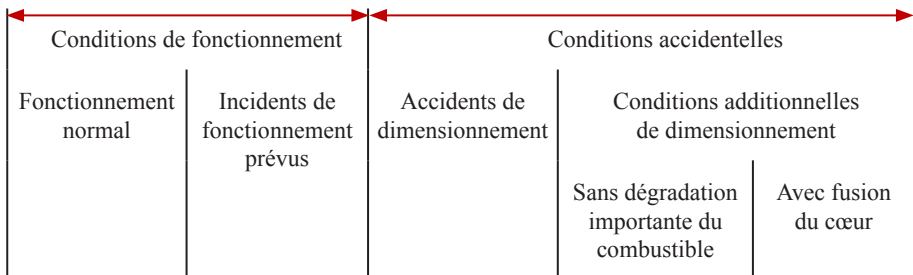 Conditions de fonctionnement
Conditions accidentelles
Fonctionnement
normal
Incidents de
fonctionnement
prévus
Accidents de
dimensionnement
Conditions additionnelles
de dimensionnement
Sans dégradation
importante du
combustible
Avec fusion
du cœur